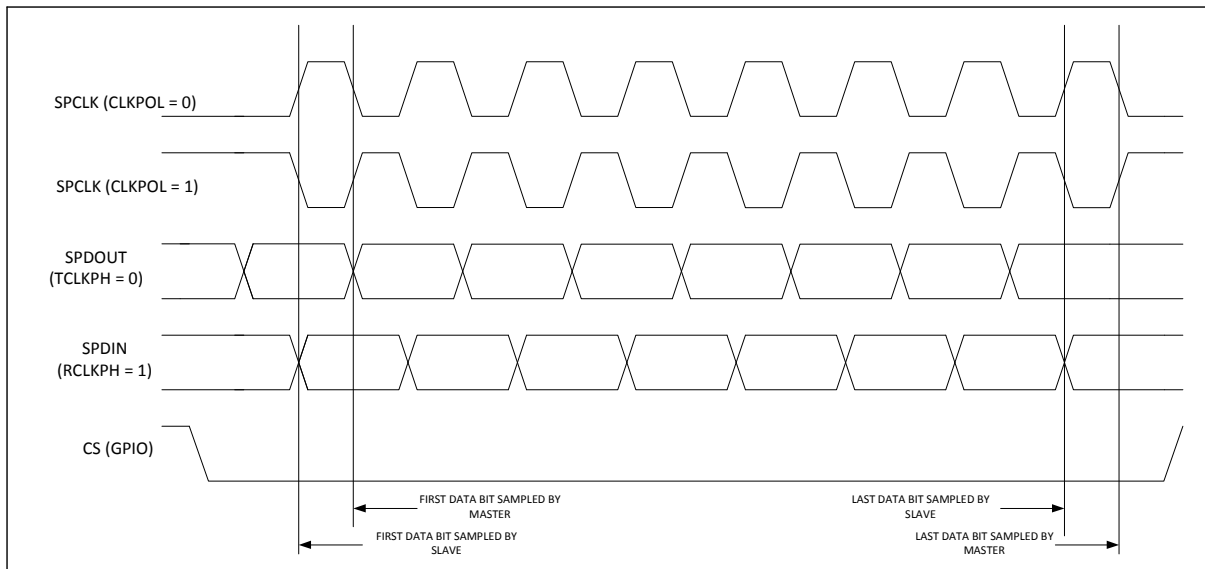 SPCLK (CLKPOL = 0)
SPCLK (CLKPOL = 1)
SPDOUT
(TCLKPH = 0)
SPDIN
(RCLKPH = 1)
CS (GPIO)
FIRST DATA BIT SAMPLED BY
MASTER
LAST DATA BIT SAMPLED BY
SLAVE
FIRST DATA BIT SAMPLED BY
SLAVE
LAST DATA BIT SAMPLED BY
MASTER